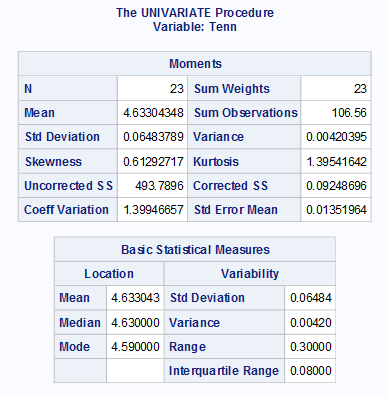 The UNIVARIATE Procedure
Variable: Tenn
Moments
N 23 Sum Weights 23
Mean 4.63304348 Sum Observations 106.56
Std Deviation 0.06483789 Variance 0.00420395
Skewness 0.61292717 Kurtosis 1.39541642
Uncorrected SS 493.7896 Corrected SS 0.09248696
Coeff Variation 1.39946657 Std Error Mean 0.01351964
Basic Statistical Measures
Location Variability
Mean 4.633043 Std Deviation 0.06484
Median 4.630000 Variance 0.00420
Mode 4.590000 Range 0.30000
Interquartile Range 0.08000